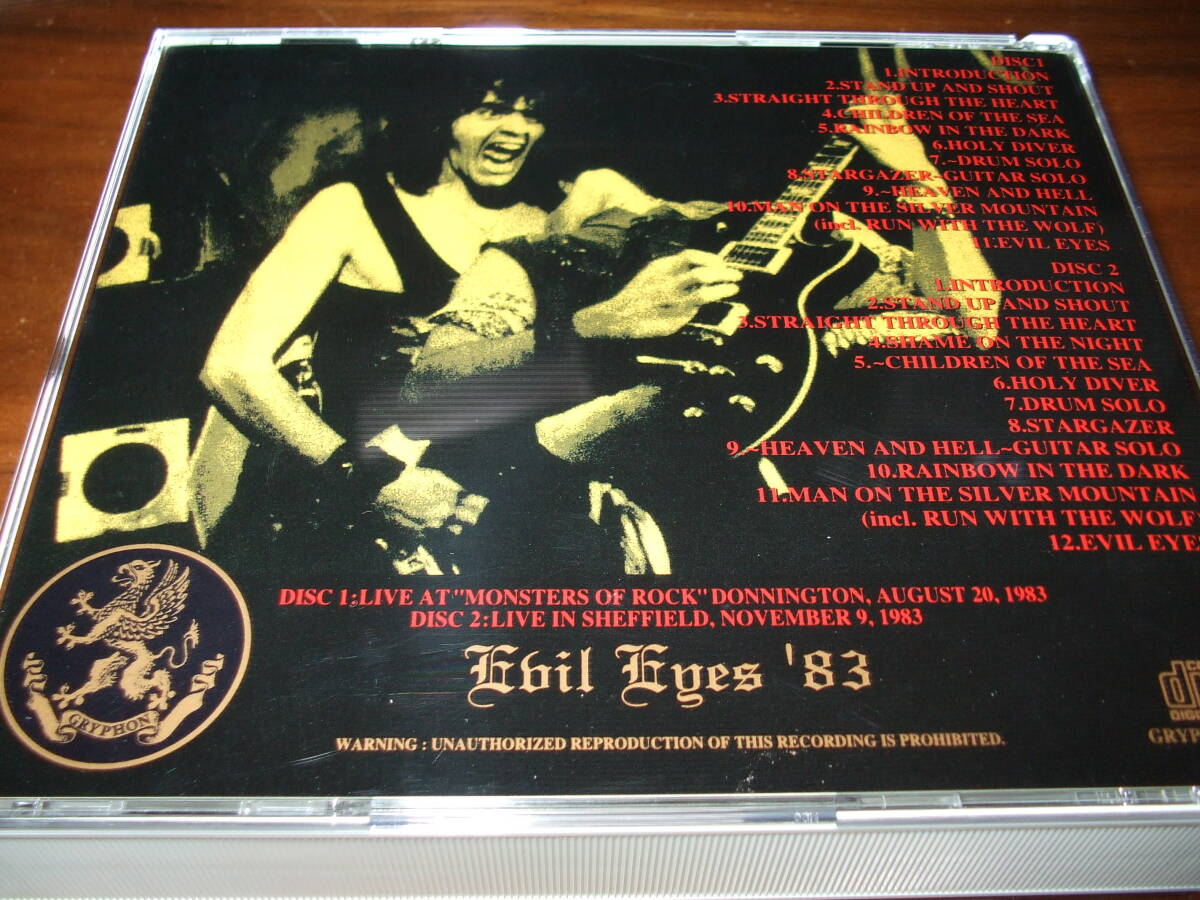 DISC1
1.INTRODUCTION
2.STAND UP AND SHOUT
3.STRAIGHT THROUGH THE HEART
4.CHILDREN OF THE SEA
5.RAINBOW IN THE DARK
6.HOLY DIVER
7.~DRUM SOLO
8.STARGAZER~GUITAR SOLO
9.~HEAVEN AND HELL
10.MAN ON THE SILVER MOUNTAIN
(incl. RUN WITH THE WOLF)
11.EVIL EYES
DISC 2
1.INTRODUCTION
2.STAND UP AND SHOUT
3.STRAIGHT THROUGH THE HEART
4.SHAME ON THE NIGHT
5.~CHILDREN OF THE SEA
6.HOLY DIVER
7.DRUM SOLO
8.STARGAZER
9.~HEAVEN AND HELL~GUITAR SOLO
10.RAINBOW IN THE DARK
11.MAN ON THE SILVER MOUNTAIN
(incl. RUN WITH THE WOLF
12.EVIL EYE
DISC 1:LIVE AT "MONSTERS OF ROCK" DONNINGTON, AUGUST 20, 1983
DISC 2:LIVE IN SHEFFIELD, NOVEMBER 9, 1983
Evil Eyes '83
GRYPHON
WARNING : UNAUTHORIZED REPRODUCTION OF THIS RECORDING IS PROHIBITED.